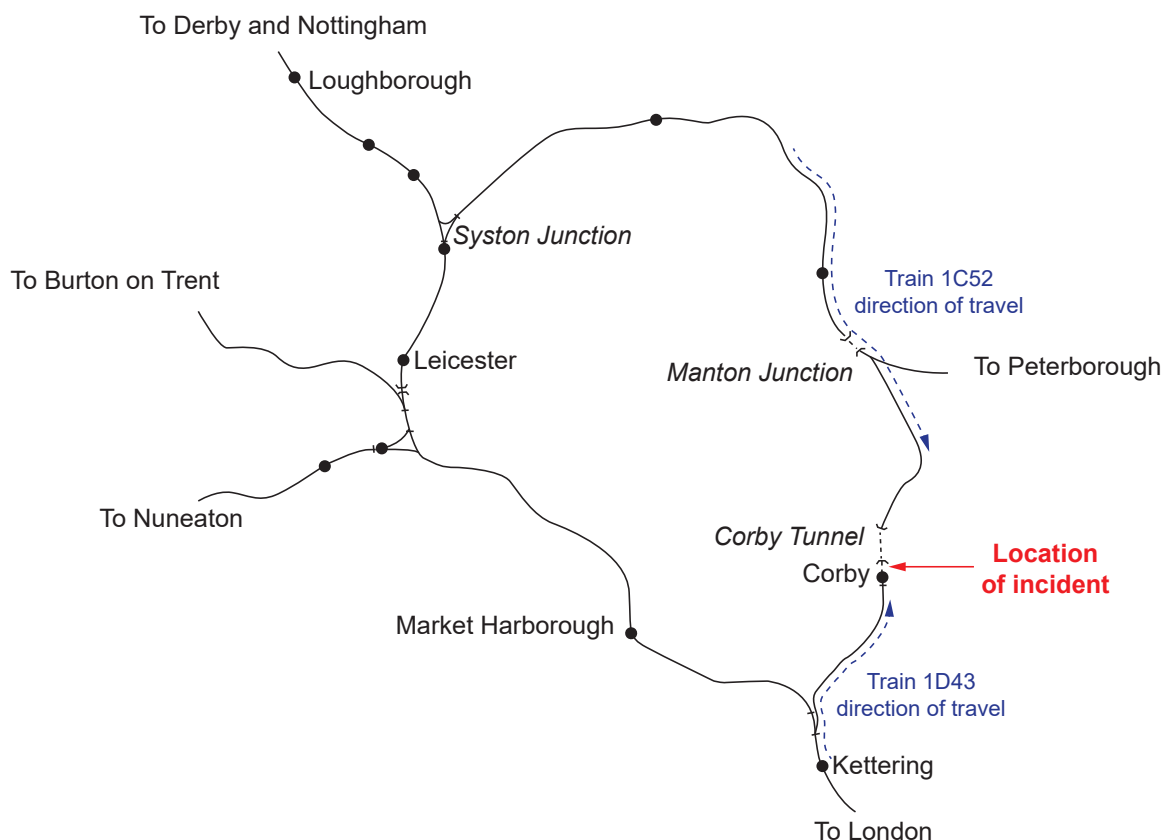 To Derby and Nottingham
Loughborough
Syston Junction
To Burton on Trent
Train 1C52
direction of travel
Leicester
Manton Junction
To Peterborough
To Nuneaton
Corby Tunnel
Location
of incident
Corby
Market Harborough
Train 1D43
direction of travel
Kettering
To London